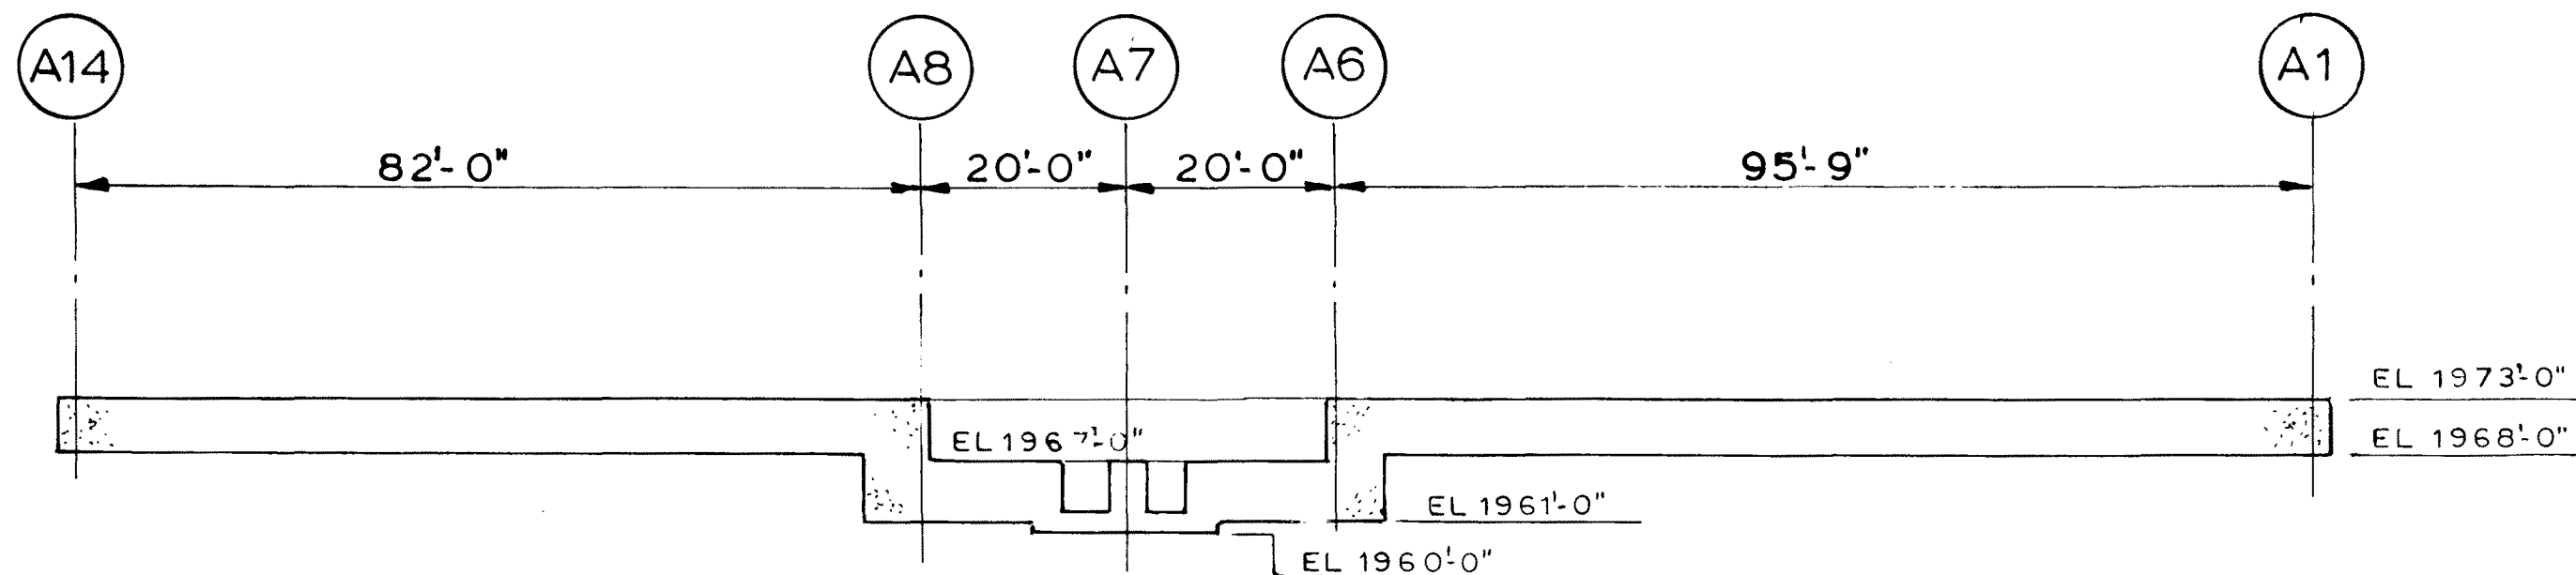 A14 A8 A7 A6 A1
82'-0" 20'-0" 20'-0" 95'-9"
EL 1973'-0"
EL 1967'-0" EL 1968'-0"
EL 1961'-0"
EL 1960'-0"